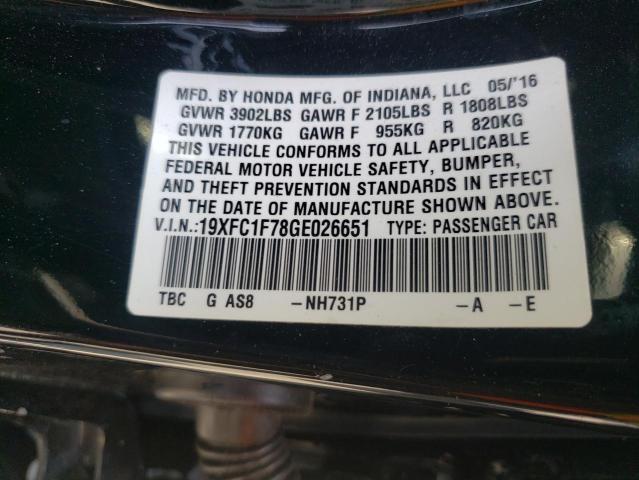 MFD. BY HONDA MFG. OF INDIANA, LLC 05/'16
GVWR 3902LBS GAWR F 2105LBS R 1808LBS
GVWR 1770KG GAWR F 955KG R 820KG
THIS VEHICLE CONFORMS TO ALL APPLICABLE
FEDERAL MOTOR VEHICLE SAFETY, BUMPER,
AND THEFT PREVENTION STANDARDS IN EFFECT
ON THE DATE OF MANUFACTURE SHOWN ABOVE.
V.I.N.:19XFC1F78GE026651 TYPE: PASSENGER CAR
TBC G AS8 –NH731P –A –E